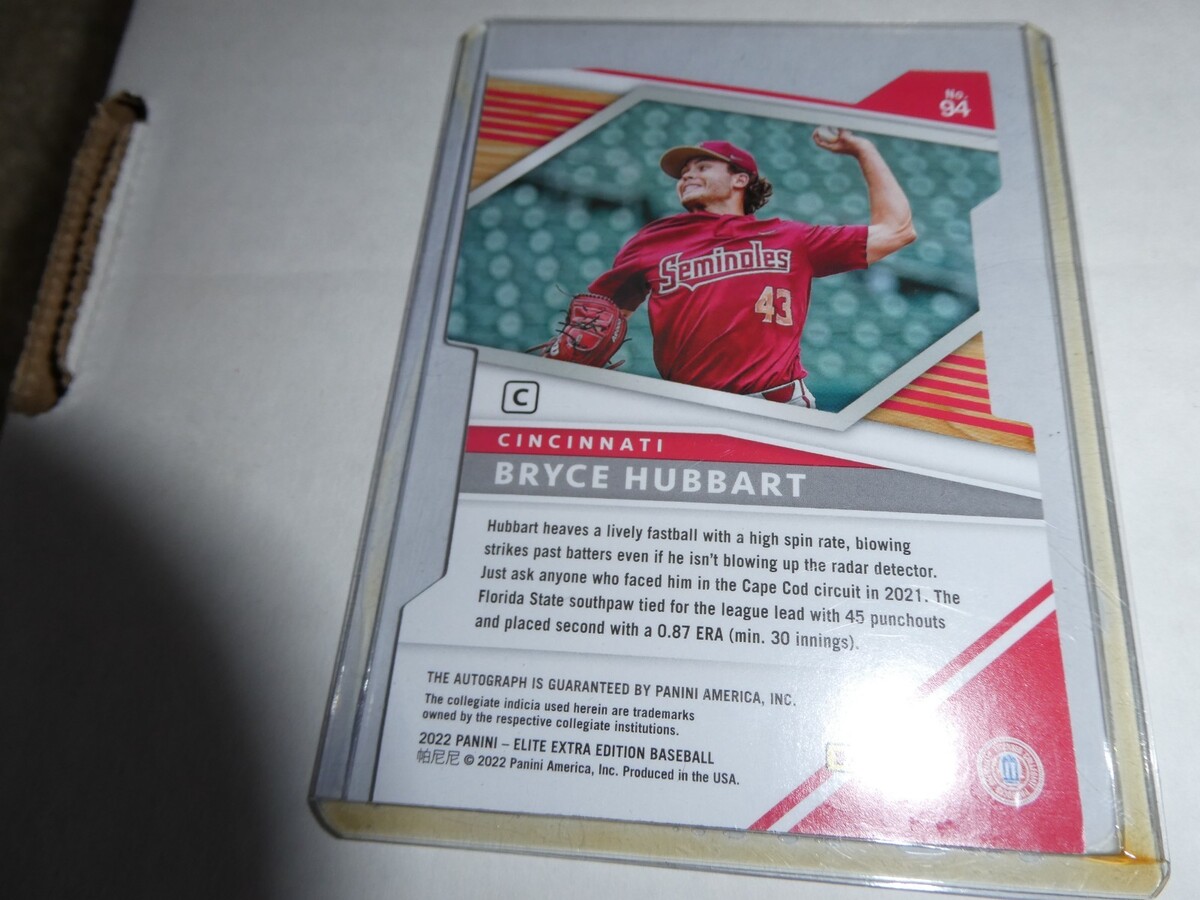 No.
94
Seminoles
43
C
CINCINNATI
BRYCE HUBBART
Hubbart heaves a lively fastball with a high spin rate, blowing
strikes past batters even if he isn't blowing up the radar detector.
Just ask anyone who faced him in the Cape Cod circuit in 2021. The
Florida State southpaw tied for the league lead with 45 punchouts
and placed second with a 0.87 ERA (min. 30 innings).
THE AUTOGRAPH IS GUARANTEED BY PANINI AMERICA, INC.
The collegiate indicia used herein are trademarks
owned by the respective collegiate institutions.
2022 PANINI – ELITE EXTRA EDITION BASEBALL
帕尼尼 © 2022 Panini America, Inc. Produced in the USA.